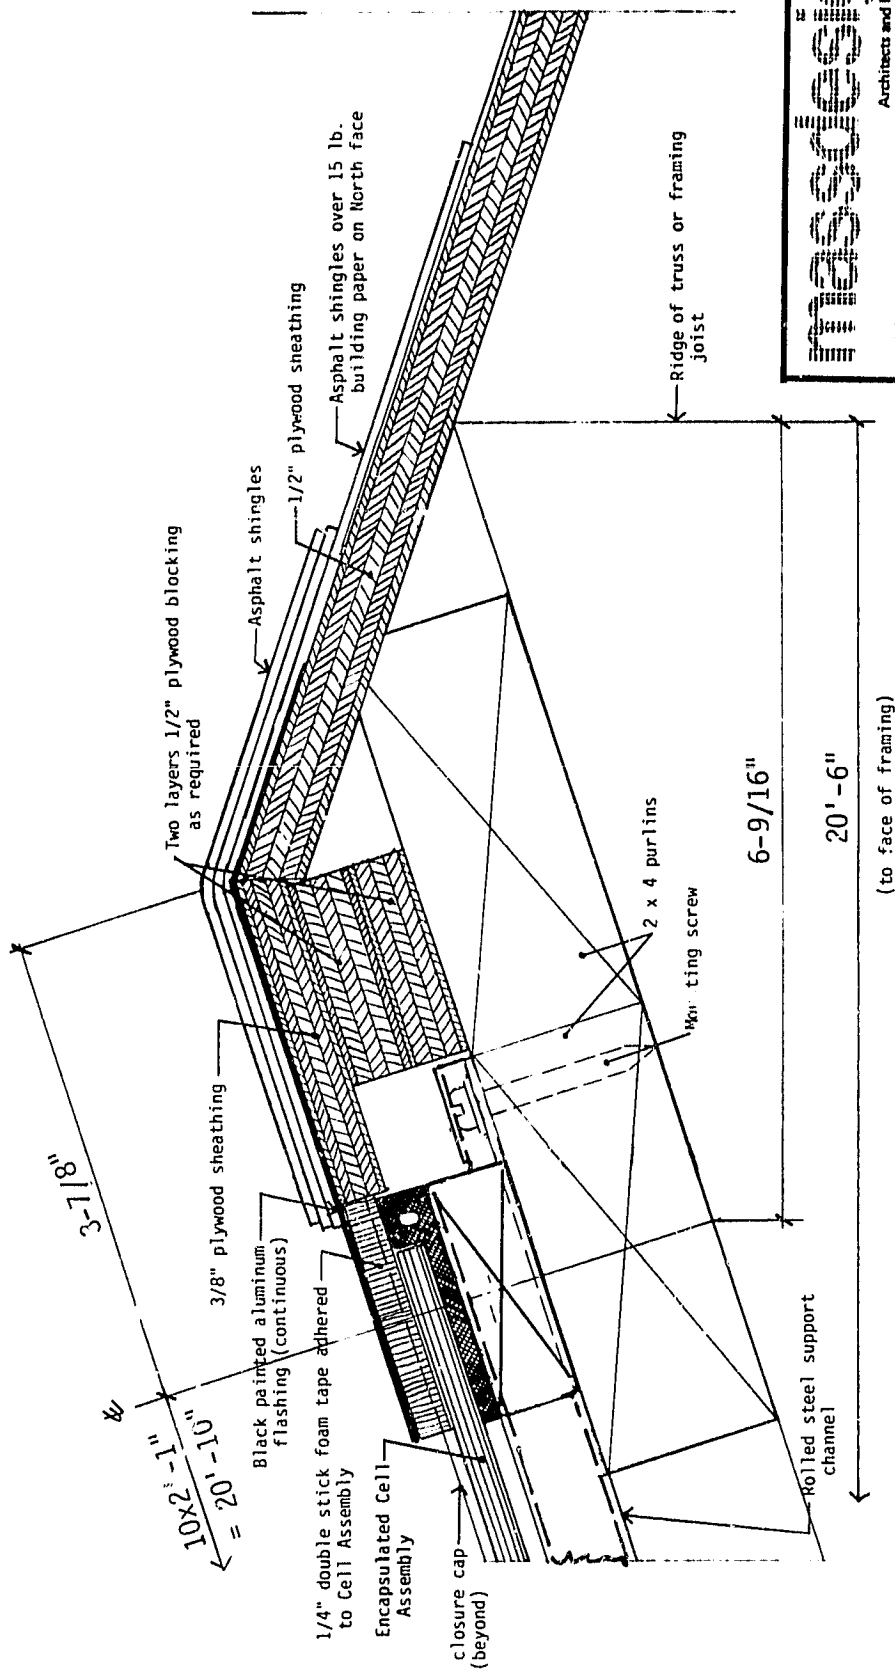 Two layers 1/2" plywood blocking
as required
Asphalt shingles
1/2" plywood sheathing
Asphalt shingles over 15 lb.
building paper on North face
3-7/8"
10x2'-1"
= 20'-10"
3/8" plywood sheathing
Black painted aluminum
flashing (continuous)
1/4" double stick foam tape adhered
to Cell Assembly
Encapsulated Cell
Assembly
closure cap
(beyond)
Rolled steel support
channel
2 x 4 purlins
ting screw
Ridge of truss or framing
joist
6-9/16"
20'-6"
(to face of framing)
massdesi
Architects and